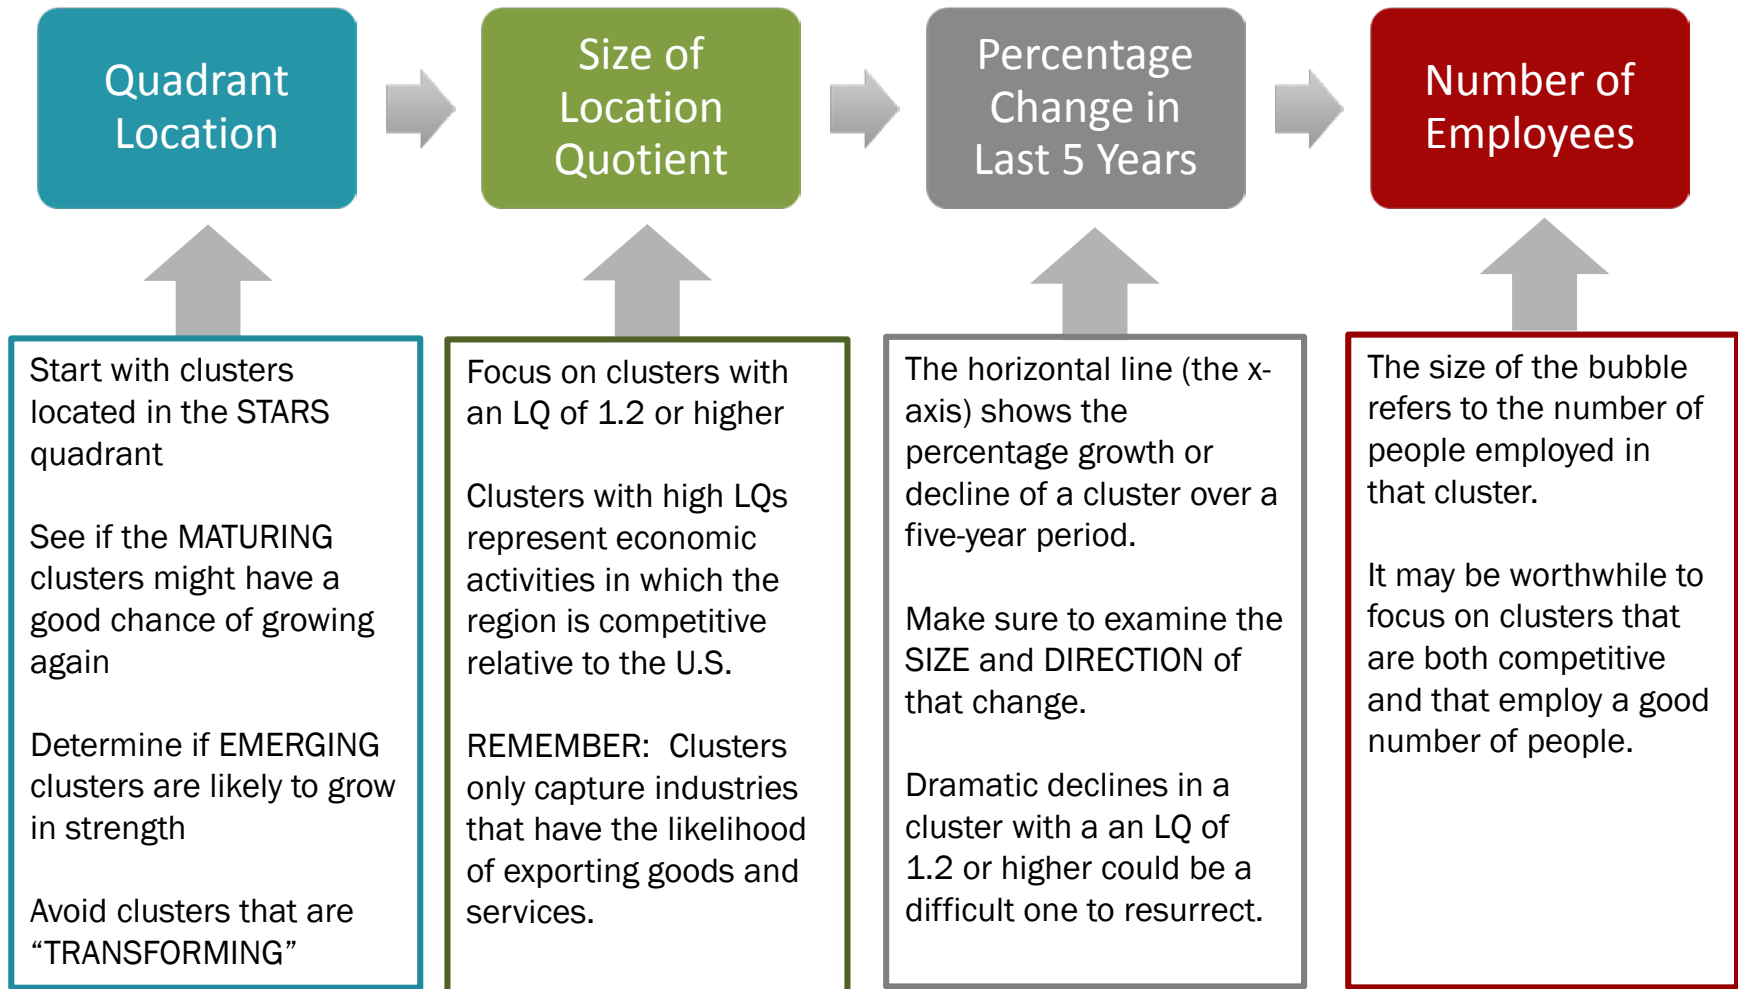 Quadrant
Location
Size of
Location
Quotient
Percentage
Change in
Last 5 Years
Number of
Employees
Start with clusters
located in the STARS
quadrant
See if the MATURING
clusters might have a
good chance of growing
again
Determine if EMERGING
clusters are likely to grow
in strength
Avoid clusters that are
“TRANSFORMING”
Focus on clusters with
an LQ of 1.2 or higher
Clusters with high LQs
represent economic
activities in which the
region is competitive
relative to the U.S.
REMEMBER:  Clusters
only capture industries
that have the likelihood
of exporting goods and
services.
The horizontal line (the x-
axis) shows the
percentage growth or
decline of a cluster over a
five-year period.
Make sure to examine the
SIZE and DIRECTION of
that change.
Dramatic declines in a
cluster with a an LQ of
1.2 or higher could be a
difficult one to resurrect.
The size of the bubble
refers to the number of
people employed in
that cluster.
It may be worthwhile to
focus on clusters that
are both competitive
and that employ a good
number of people.